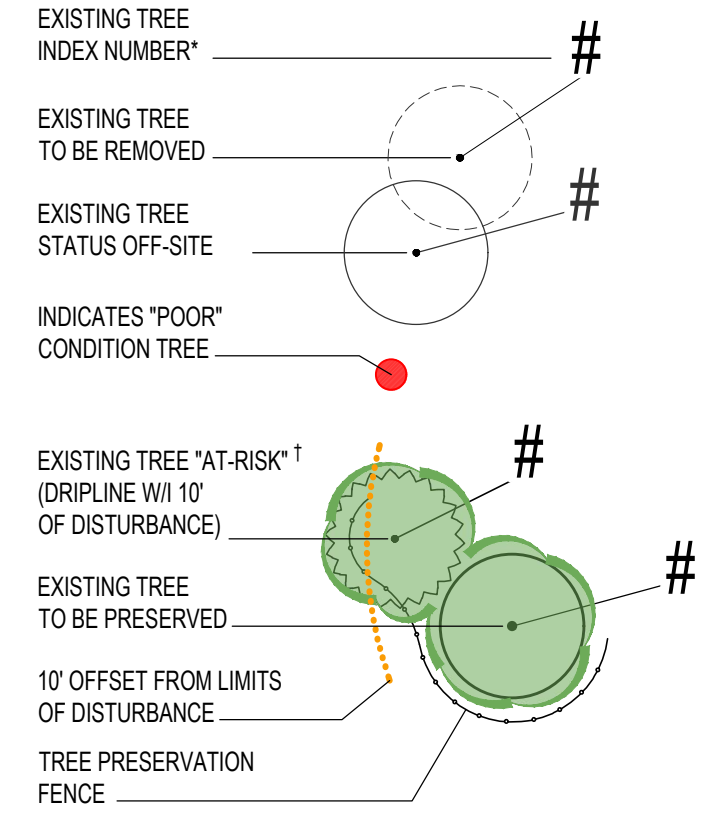 EXISTING TREE
INDEX NUMBER*
#
EXISTING TREE
TO BE REMOVED
#
EXISTING TREE
STATUS OFF-SITE
INDICATES "POOR"
CONDITION TREE
EXISTING TREE "AT-RISK" †
(DRIPLINE W/I 10'
OF DISTURBANCE)
#
EXISTING TREE
TO BE PRESERVED
#
10' OFFSET FROM LIMITS
OF DISTURBANCE
TREE PRESERVATION
FENCE